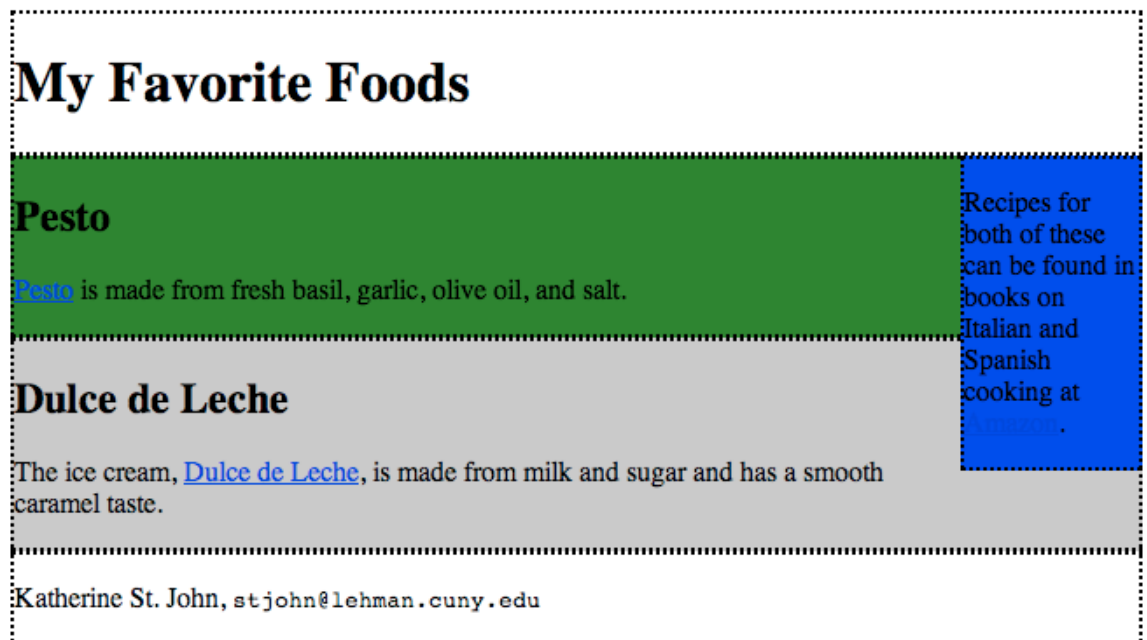 My Favorite Foods
Pesto
Pesto is made from fresh basil, garlic, olive oil, and salt.
Dulce de Leche
The ice cream, Dulce de Leche, is made from milk and sugar and has a smooth
caramel taste.
Recipes for
both of these
can be found in
books on
Italian and
Spanish
cooking at
Amazon.
Katherine St. John, stjohn@lehman.cuny.edu